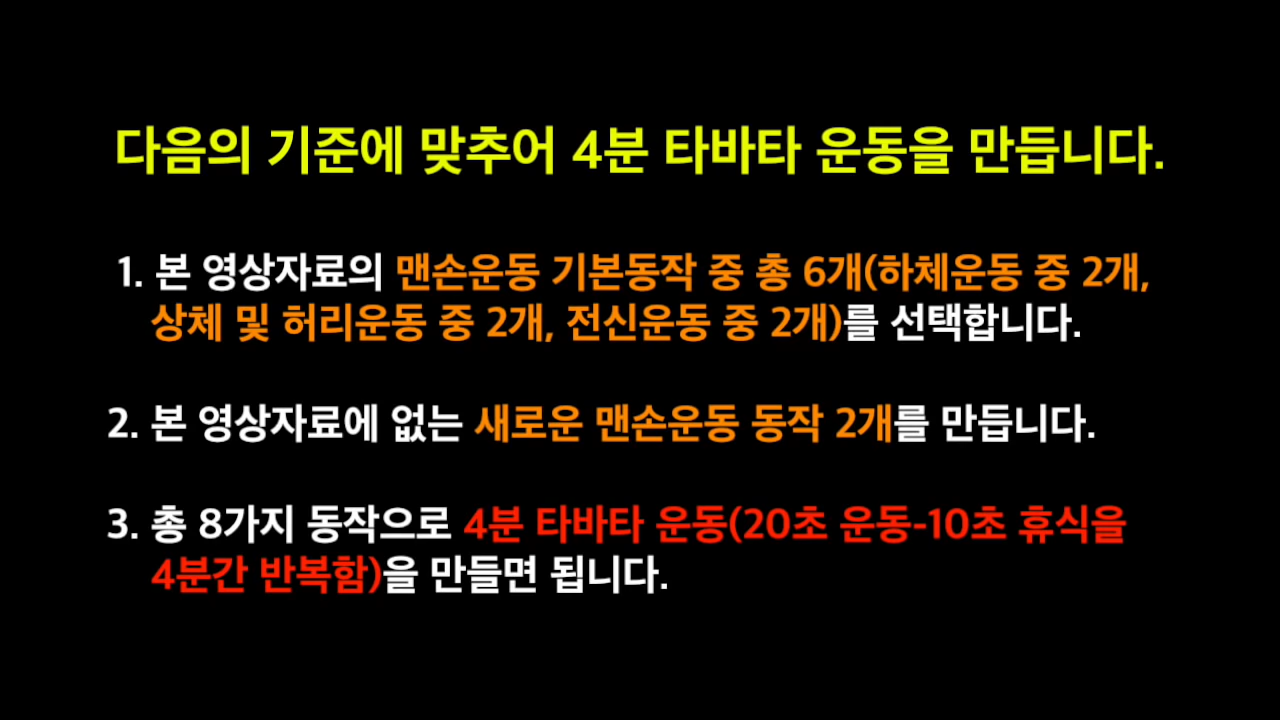 다음의 기준에 맞추어 4분 타바타 운동을 만듭니다.
1. 본 영상자료의 맨손운동 기본동작 중 총 6개(하체운동 중 2개,
상체 및 허리운동 중 2개, 전신운동 중 2개)를 선택합니다.
2. 본 영상자료에 없는 새로운 맨손운동 동작 2개를 만듭니다.
3. 총 8가지 동작으로 4분 타바타 운동(20초 운동-10초 휴식을
4분간 반복함)을 만들면 됩니다.